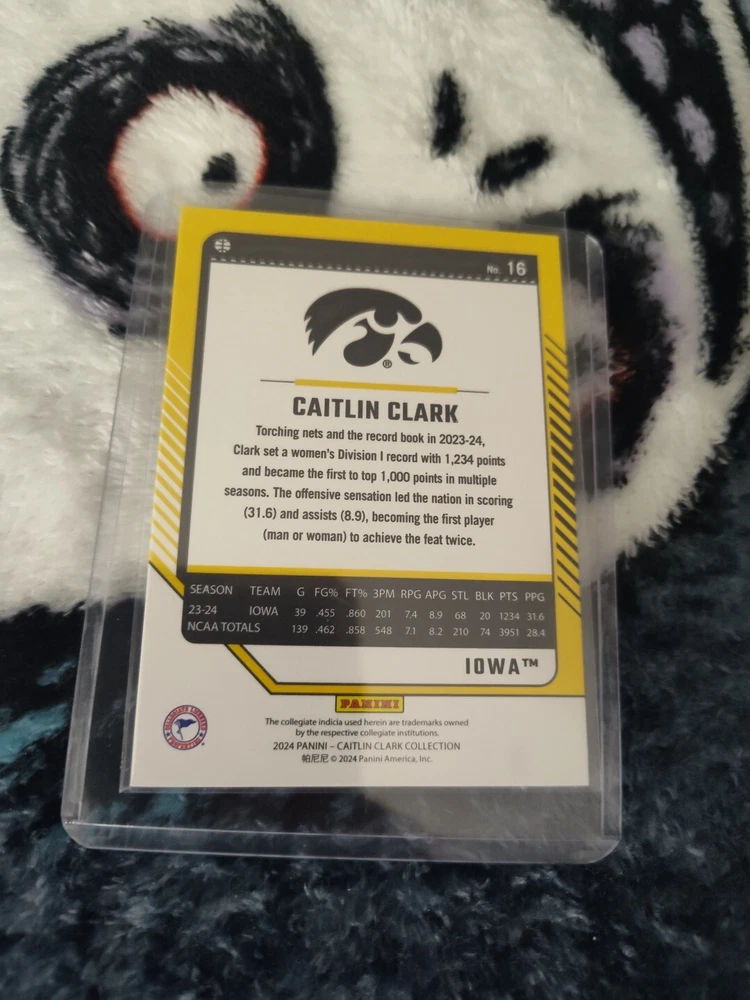 No. 16
®
CAITLIN CLARK
Torching nets and the record book in 2023-24,
Clark set a women's Division I record with 1,234 points
and became the first to top 1,000 points in multiple
seasons. The offensive sensation led the nation in scoring
(31.6) and assists (8.9), becoming the first player
(man or woman) to achieve the feat twice.
SEASON TEAM G FG% FT% 3PM RPG APG STL BLK PTS PPG
23-24 IOWA 39 .455 .860 201 7.4 8.9 68 20 1234 31.6
NCAA TOTALS 139 .462 .858 548 7.1 8.2 210 74 3951 28.4
IOWA™
PANINI
The collegiate indicia used herein are trademarks owned
by the respective collegiate institutions.
2024 PANINI – CAITLIN CLARK COLLECTION
帕尼尼 © 2024 Panini America, Inc.